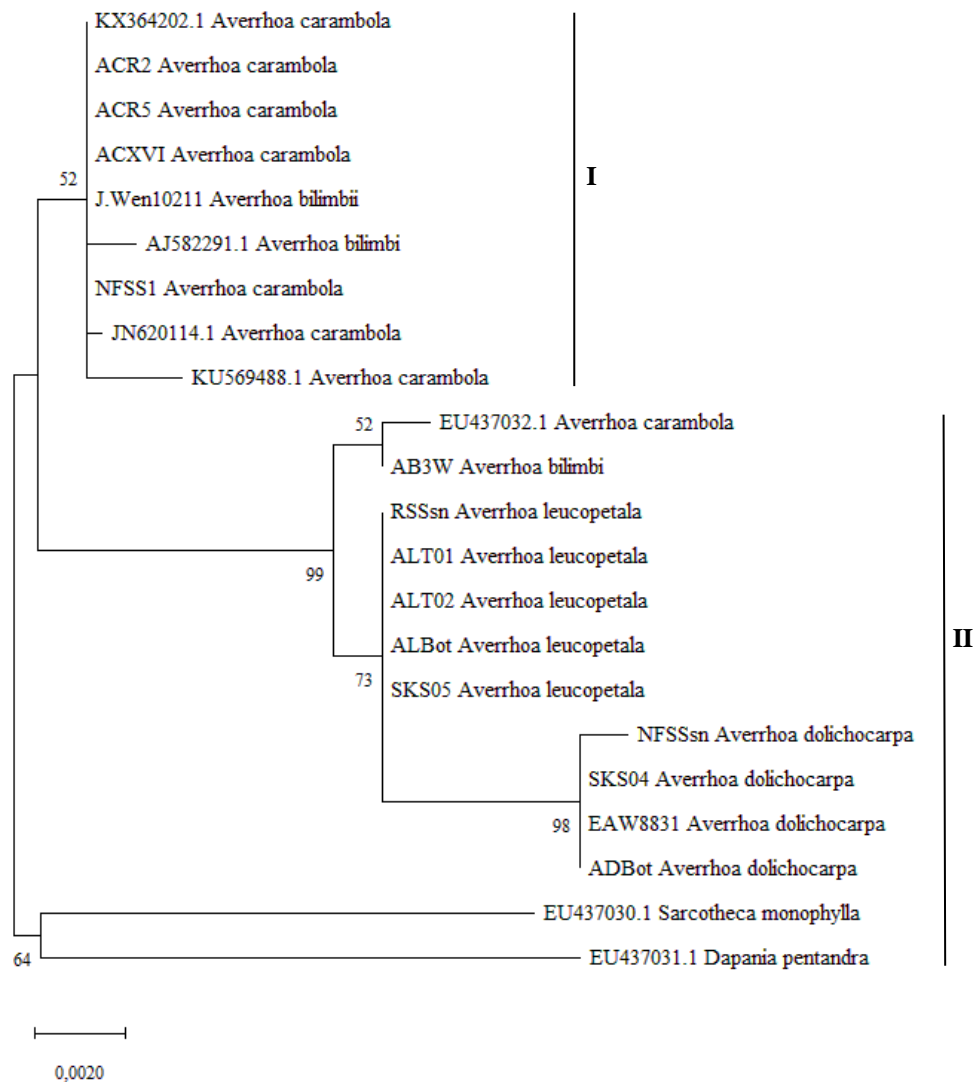 KX364202.1 Averrhoa carambola
ACR2 Averrhoa carambola
ACR5 Averrhoa carambola
ACXVI Averrhoa carambola
52
I
J.Wen10211 Averrhoa bilimbii
AJ582291.1 Averrhoa bilimbi
NFSS1 Averrhoa carambola
JN620114.1 Averrhoa carambola
KU569488.1 Averrhoa carambola
52
EU437032.1 Averrhoa carambola
AB3W Averrhoa bilimbi
RSSsn Averrhoa leucopetala
ALT01 Averrhoa leucopetala
99
ALT02 Averrhoa leucopetala
II
ALBot Averrhoa leucopetala
73
SKS05 Averrhoa leucopetala
NFSSsn Averrhoa dolichocarpa
SKS04 Averrhoa dolichocarpa
98
EAW8831 Averrhoa dolichocarpa
ADBot Averrhoa dolichocarpa
EU437030.1 Sarcotheca monophylla
64
EU437031.1 Dapania pentandra
0,0020